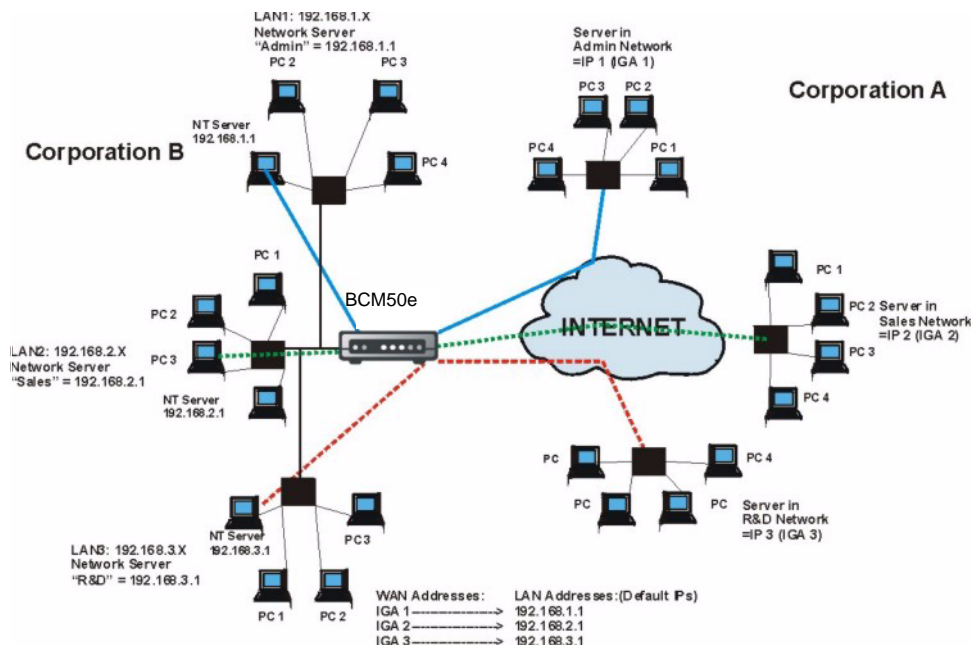 LAN1: 192.168.1.X
Network Server
"Admin" = 192.168.1.1
PC 2
PC 3
NT Server
192.168.1.1
PC 4
Corporation B
Server in
Admin Network
=IP 1 (IGA 1)
PC 3
PC 2
PC 4
PC 1
Corporation A
PC 1
PC 2
LAN2: 192.168.2.X
PC 3
Network Server
"Sales" = 192.168.2.1
NT Server
192.168.2.1
BCM50e
INTERNET
PC 1
PC 2
Server in
Sales Network
=IP 2 (IGA 2)
PC 3
PC 4
PC
PC 4
PC
PC
Server in
R&D Network
=IP 3 (IGA 3)
NT Server
192.168.3.1
PC3
LAN3: 192.168.3.X
Network Server
"R&D" = 192.168.3.1
PC 1
PC 2
WAN Addresses: LAN Addresses:(Default IPs)
IGA 1 ----------------> 192.168.1.1
IGA 2 ----------------> 192.168.2.1
IGA 3 ----------------> 192.168.3.1